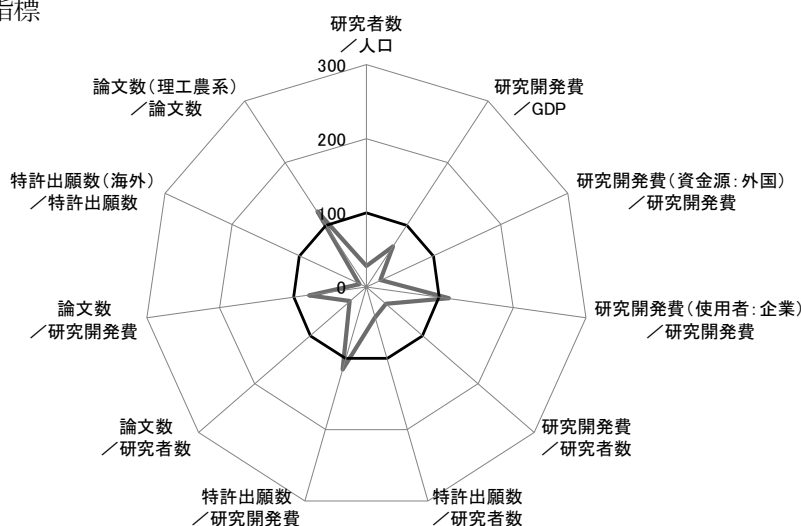 指標
研究者数
／人口
研究開発費
／GDP
研究開発費（資金源：外国）
／研究開発費
研究開発費（使用者：企業）
／研究開発費
研究開発費
／研究者数
特許出願数
／研究者数
特許出願数
／研究開発費
論文数
／研究者数
論文数
／研究開発費
特許出願数（海外）
／特許出願数
論文数（理工農系）
／論文数
300
200
100
0